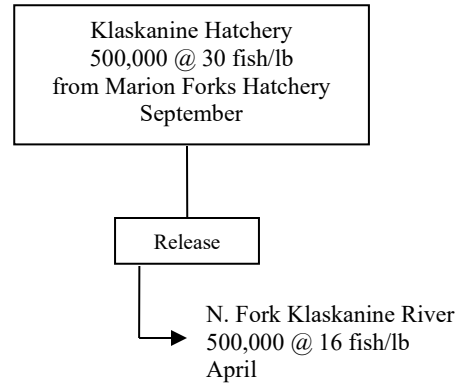 Klaskanine Hatchery
500,000 @ 30 fish/lb
from Marion Forks Hatchery
September
Release
N. Fork Klaskanine River
500,000 @ 16 fish/lb
April